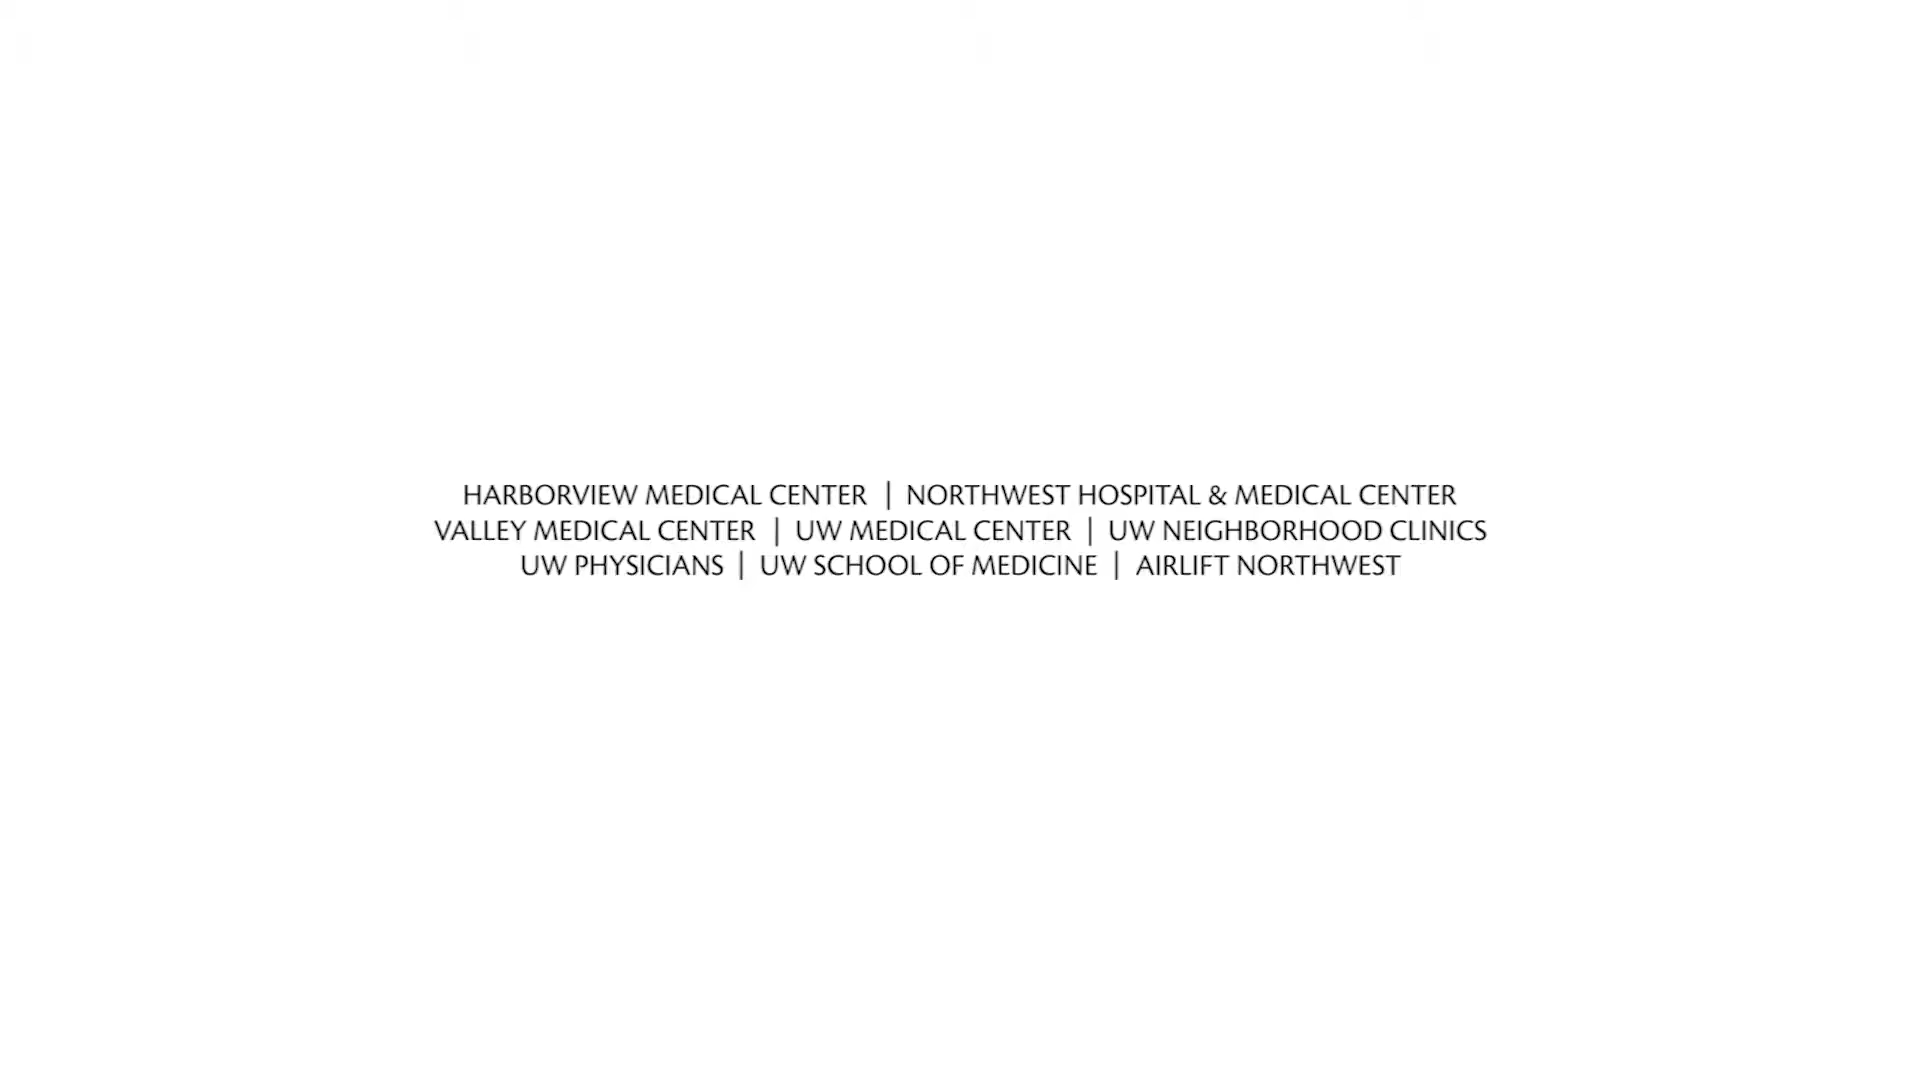 HARBORVIEW MEDICAL CENTER | NORTHWEST HOSPITAL & MEDICAL CENTER
VALLEY MEDICAL CENTER | UW MEDICAL CENTER | UW NEIGHBORHOOD CLINICS
UW PHYSICIANS | UW SCHOOL OF MEDICINE | AIRLIFT NORTHWEST